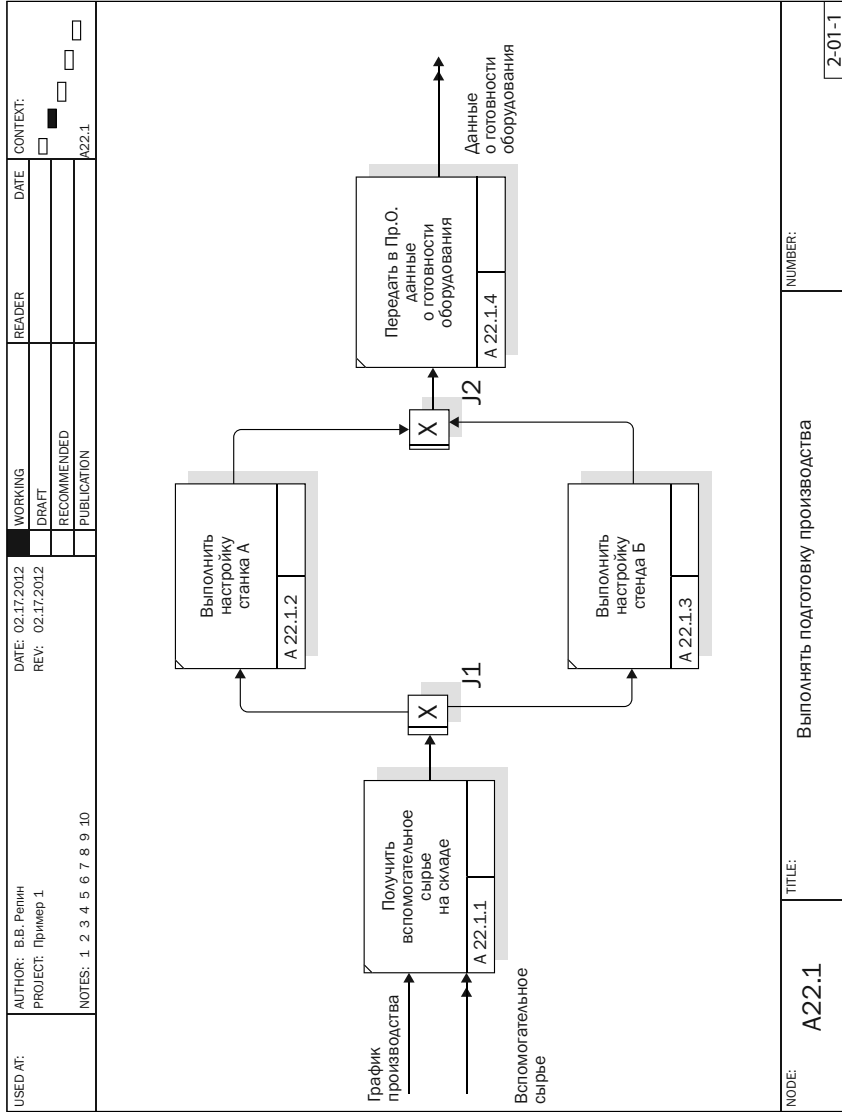 USED AT:
AUTHOR: В.В. Репин
PROJECT: Пример 1
NOTES: 1 2 3 4 5 6 7 8 9 10
DATE: 02.17.2012
REV: 02.17.2012
WORKING
DRAFT
RECOMMENDED
PUBLICATION
READER
DATE
CONTEXT:
A22.1
График
производства
Вспомогательное
сырье
Получить
вспомогательное
сырье
на складе
А 22.1.1
X
J1
Выполнить
настройку
станка А
А 22.1.2
Выполнить
настройку
стенда Б
А 22.1.3
X
J2
Передать в Пр.О.
данные
о готовности
оборудования
А 22.1.4
Данные
о готовности
оборудования
NODE:
A22.1
TITLE:
Выполнять подготовку производства
NUMBER:
2-01-1